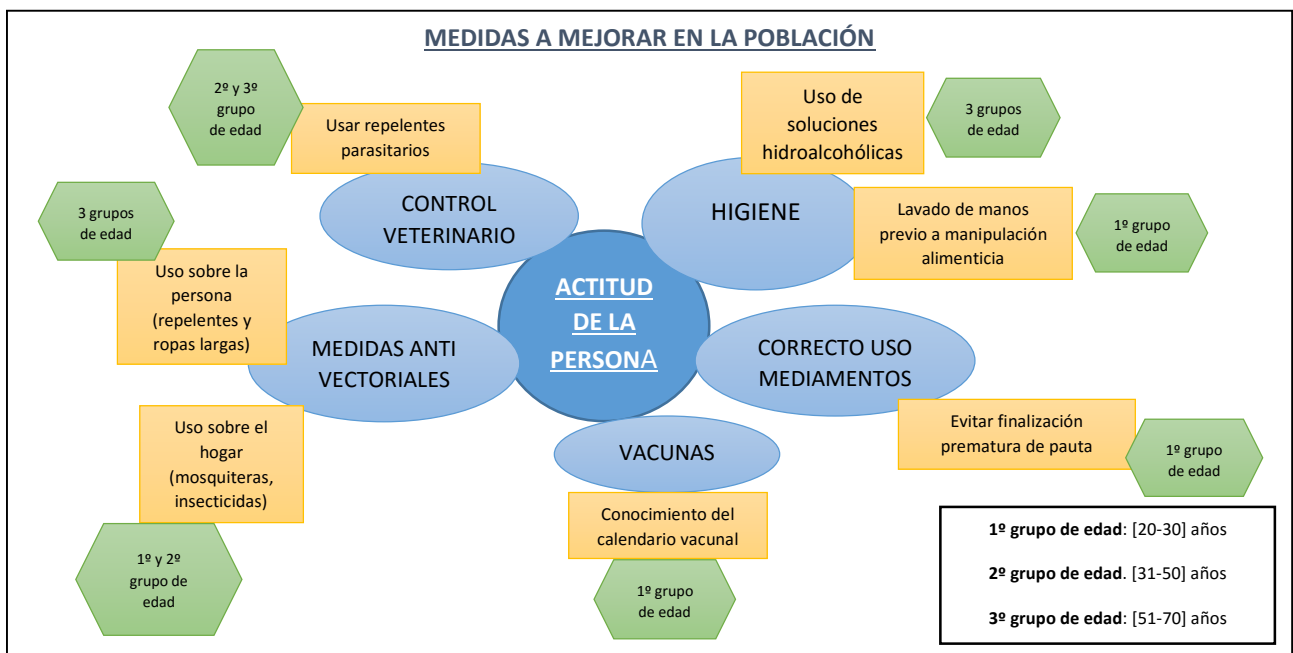 MEDIDAS A MEJORAR EN LA POBLACIÓN
2º y 3º
grupo
de edad
Usar repelentes
parasitarios
CONTROL
VETERINARIO
Uso de
soluciones
hidroalcohólicas
3 grupos
de edad
HIGIENE
Lavado de manos
previo a manipulación
alimenticia
1º grupo
de edad
3 grupos
de edad
Uso sobre la
persona
(repelentes y
ropas largas)
MEDIDAS ANTI
VECTORIALES
ACTITUD
DE LA
PERSONA
CORRECTO USO
MEDIAMENTOS
Evitar finalización
prematura de pauta
1º grupo
de edad
Uso sobre el
hogar
(mosquiteras,
insecticidas)
1º y 2º
grupo de
edad
VACUNAS
Conocimiento del
calendario vacunal
1º grupo
de edad
1º grupo de edad: [20-30] años
2º grupo de edad. [31-50] años
3º grupo de edad: [51-70] años